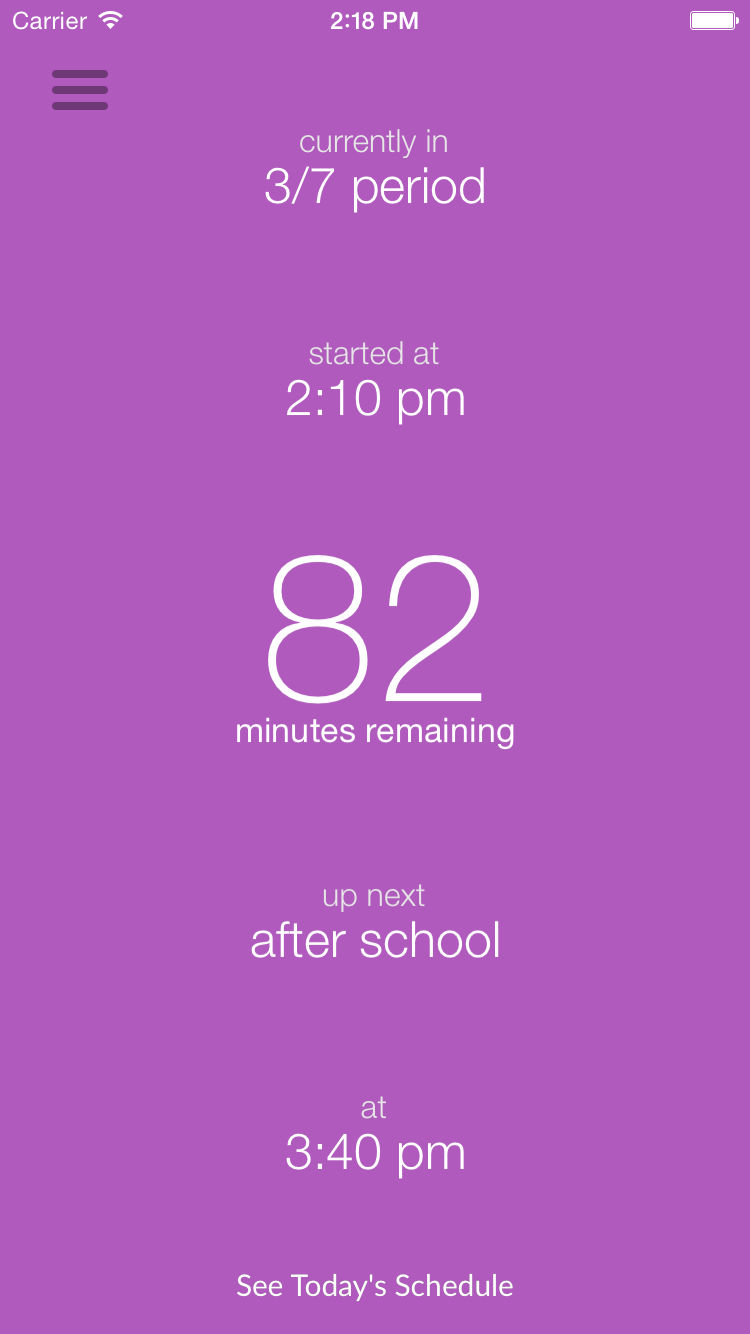 Carrier 2:18 PM
currently in
3/7 period
started at
2:10 pm
82
minutes remaining
up next
after school
at
3:40 pm
See Today's Schedule